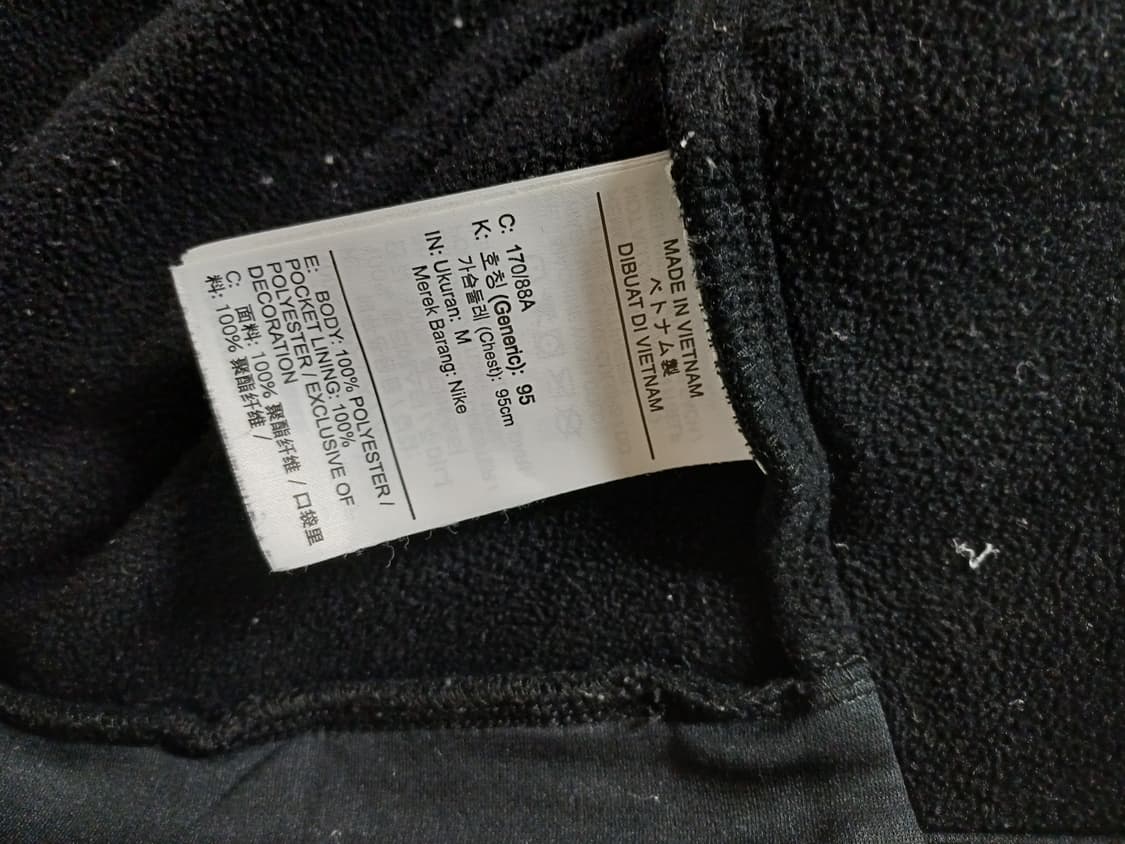 MADE IN VIETNAM
ベトナム製
DIBUAT DI VIETNAM
C: 170/88A
K: 호칭 (Generic): 95
가슴둘레 (Chest): 95cm
IN: Ukuran: M
Merek Barang: Nike
E: BODY: 100% POLYESTER /
POCKET LINING: 100%
POLYESTER / EXCLUSIVE OF
DECORATION
C: 面料: 100% 聚酯纤维 / 口袋里
料: 100% 聚酯纤维 /